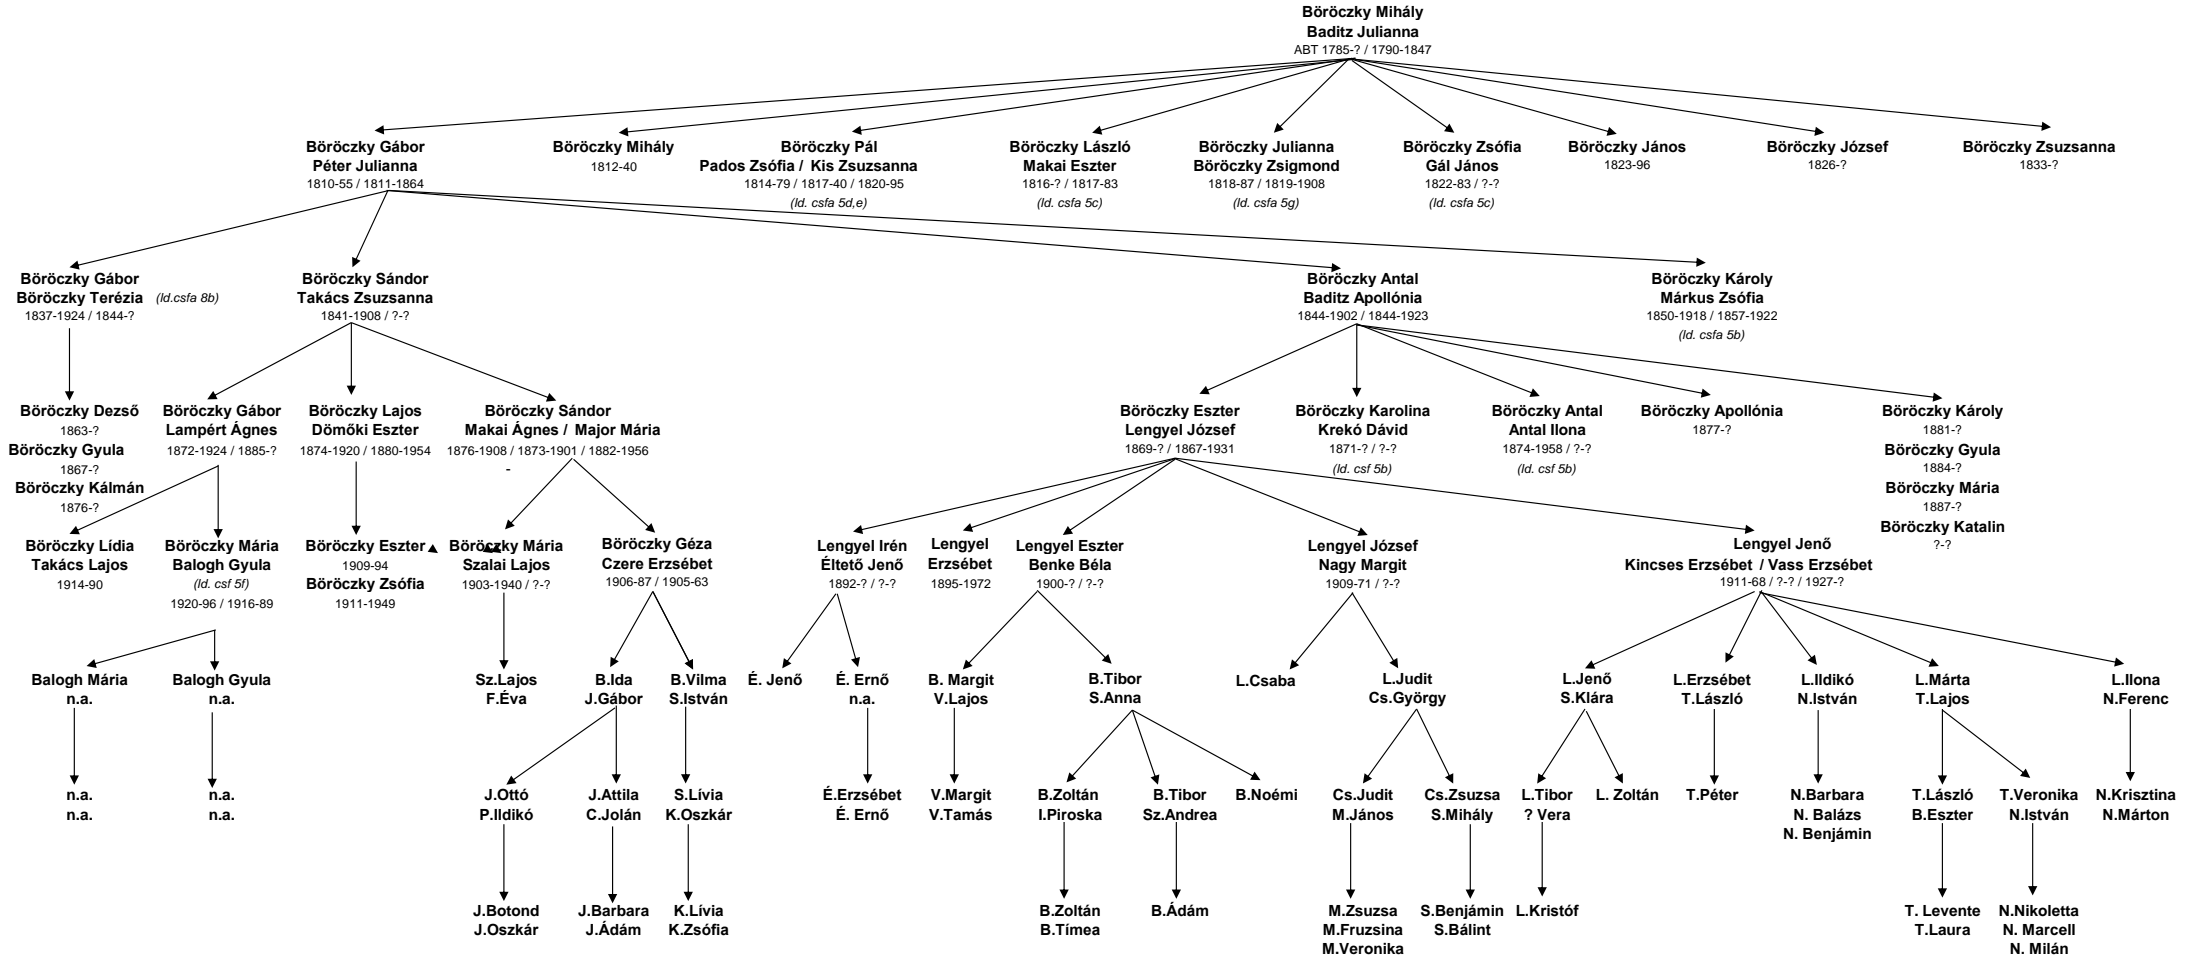 Böröczky Mihály
Baditz Julianna
ABT 1785-? / 1790-1847
Böröczky Gábor
Péter Julianna
1810-55 / 1811-1864
Böröczky Mihály
1812-40
Böröczky Pál
Pados Zsófia / Kis Zsuzsanna
1814-79 / 1817-40 / 1820-95
(ld. csfa 5d,e)
Böröczky László
Makai Eszter
1816-? / 1817-83
(ld. csfa 5c)
Böröczky Julianna
Böröczky Zsigmond
1818-87 / 1819-1908
(ld. csfa 5g)
Böröczky Zsófia
Gál János
1822-83 / ?-?
(ld. csfa 5c)
Böröczky János
1823-96
Böröczky József
1826-?
Böröczky Zsuzsanna
1833-?
Böröczky Gábor
Böröczky Terézia
(ld.csfa 8b)
1837-1924 / 1844-?
Böröczky Sándor
Takács Zsuzsanna
1841-1908 / ?-?
Böröczky Antal
Baditz Apollónia
1844-1902 / 1844-1923
Böröczky Károly
Márkus Zsófia
1850-1918 / 1857-1922
(ld. csfa 5b)
Böröczky Dezső
1863-?
Böröczky Gyula
1867-?
Böröczky Kálmán
1876-?
Böröczky Gábor
Lampért Ágnes
1872-1924 / 1885-?
Böröczky Lajos
Dömőki Eszter
1874-1920 / 1880-1954
Böröczky Sándor
Makai Ágnes / Major Mária
1876-1908 / 1873-1901 / 1882-1956
-
Böröczky Eszter
Lengyel József
1869-? / 1867-1931
Böröczky Karolina
Krekó Dávid
1871-? / ?-?
(ld. csf 5b)
Böröczky Antal
Antal Ilona
1874-1958 / ?-?
(ld. csf 5b)
Böröczky Apollónia
1877-?
Böröczky Károly
1881-?
Böröczky Gyula
1884-?
Böröczky Mária
1887-?
Böröczky Katalin
?-?
Böröczky Lídia
Takács Lajos
1914-90
Böröczky Mária
Balogh Gyula
(ld. csf 5f)
1920-96 / 1916-89
Böröczky Eszter
1909-94
Böröczky Zsófia
1911-1949
Böröczky Mária
Szalai Lajos
1903-1940 / ?-?
Böröczky Géza
Czere Erzsébet
1906-87 / 1905-63
Lengyel Irén
Éltető Jenő
1892-? / ?-?
Lengyel
Erzsébet
1895-1972
Lengyel Eszter
Benke Béla
1900-? / ?-?
Lengyel József
Nagy Margit
1909-71 / ?-?
Lengyel Jenő
Kincses Erzsébet / Vass Erzsébet
1911-68 / ?-? / 1927-?
Balogh Mária
n.a.
Balogh Gyula
n.a.
Sz.Lajos
F.Éva
B.Ida
J.Gábor
B.Vilma
S.István
É. Jenő
É. Ernő
n.a.
B. Margit
V.Lajos
B.Tibor
S.Anna
L.Csaba
L.Judit
Cs.György
L.Jenő
S.Klára
L.Erzsébet
T.László
L.Ildikó
N.István
L.Márta
T.Lajos
L.Ilona
N.Ferenc
n.a.
n.a.
n.a.
n.a.
J.Ottó
P.Ildikó
J.Attila
C.Jolán
S.Lívia
K.Oszkár
É.Erzsébet
É. Ernő
V.Margit
V.Tamás
B.Zoltán
I.Piroska
B.Tibor
Sz.Andrea
B.Noémi
Cs.Judit
M.János
Cs.Zsuzsa
S.Mihály
L.Tibor
? Vera
L. Zoltán
T.Péter
N.Barbara
N. Balázs
N. Benjámin
T.László
B.Eszter
T.Veronika
N.István
N.Krisztina
N.Márton
J.Botond
J.Oszkár
J.Barbara
J.Ádám
K.Lívia
K.Zsófia
B.Zoltán
B.Tímea
B.Ádám
M.Zsuzsa
M.Fruzsina
M.Veronika
S.Benjámin
S.Bálint
L.Kristóf
T. Levente
T.Laura
N.Nikoletta
N. Marcell
N. Milán